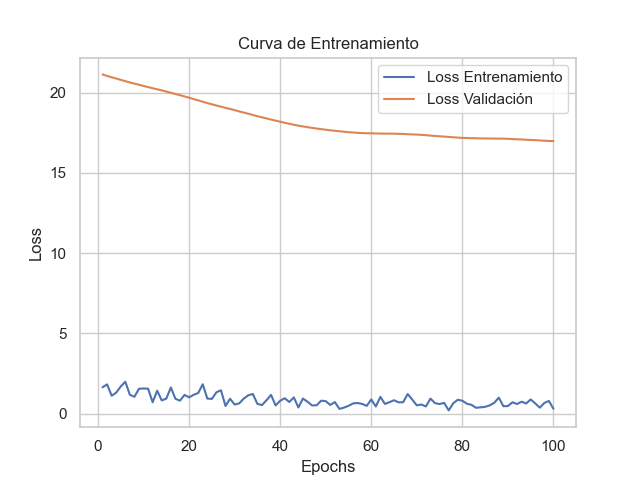 Curva de Entrenamiento
Loss Entrenamiento
Loss Validación
20
15
10
5
0
Loss
0 20 40 60 80 100
Epochs